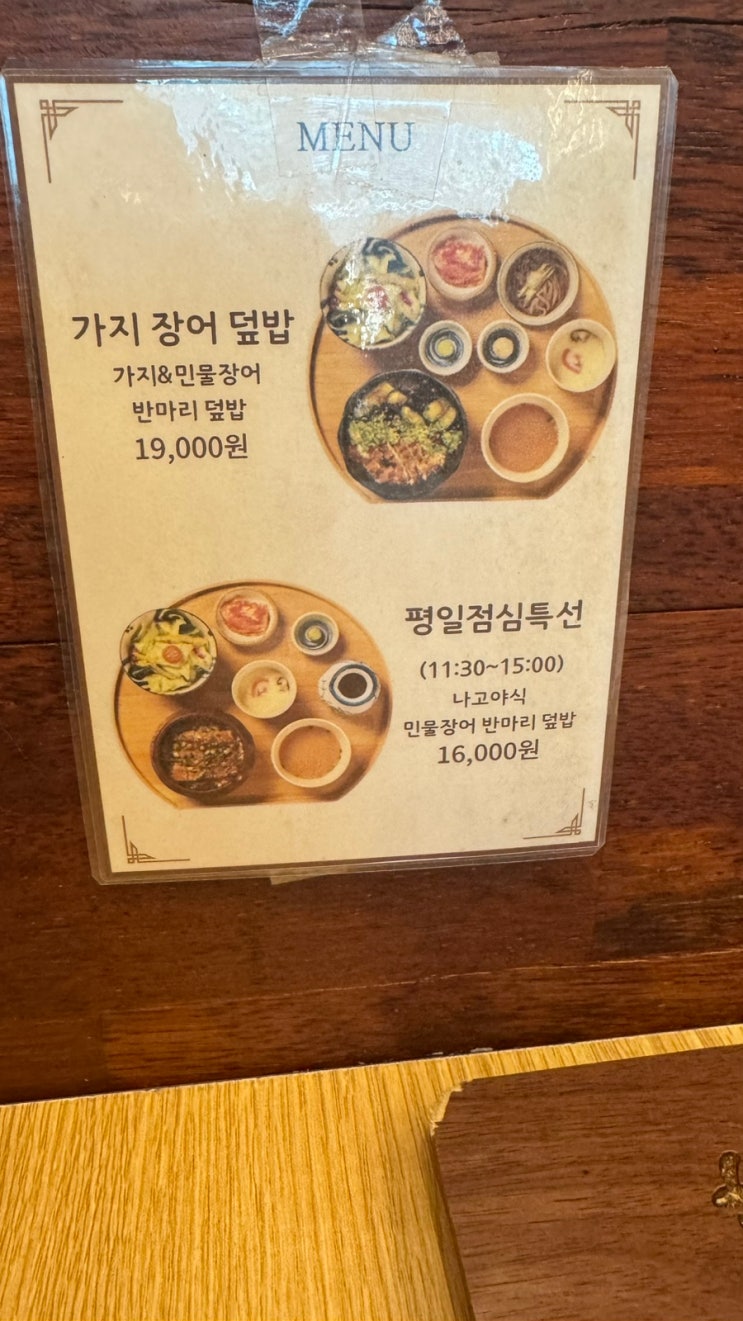 MENU
가지 장어 덮밥
가지&민물장어
반마리 덮밥
19,000원
평일점심특선
(11:30~15:00)
나고야식
민물장어 반마리 덮밥
16,000원